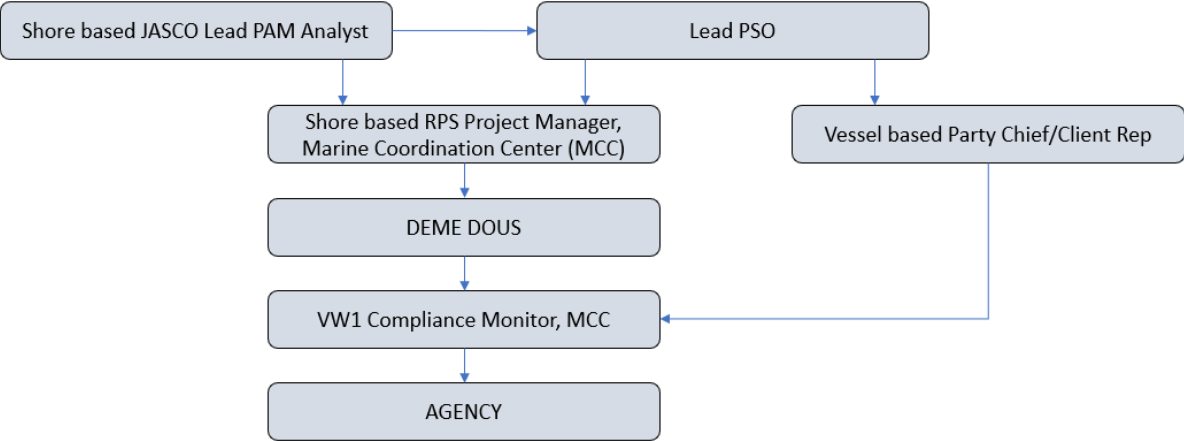 Shore based JASCO Lead PAM Analyst
Lead PSO
Shore based RPS Project Manager,
Marine Coordination Center (MCC)
Vessel based Party Chief/Client Rep
DEME DOUS
VW1 Compliance Monitor, MCC
AGENCY